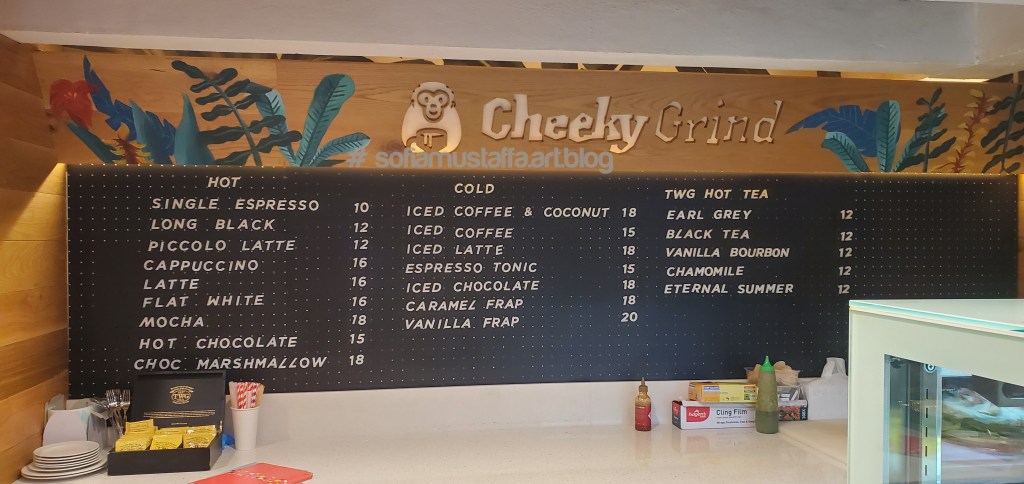 Cheeky Grind
# sofiamustaffa.art.blog
HOT
SINGLE ESPRESSO 10
LONG BLACK 12
PICCOLO LATTE 12
CAPPUCCINO 16
LATTE 16
FLAT WHITE 16
MOCHA 18
HOT CHOCOLATE 15
CHOC MARSHMALLOW 18
COLD
ICED COFFEE & COCONUT 18
ICED COFFEE 15
ICED LATTE 18
ESPRESSO TONIC 15
ICED CHOCOLATE 18
CARAMEL FRAP 18
VANILLA FRAP 20
TWG HOT TEA
EARL GREY 12
BLACK TEA 12
VANILLA BOURBON 12
CHAMOMILE 12
ETERNAL SUMMER 12
TWG
Cling Film